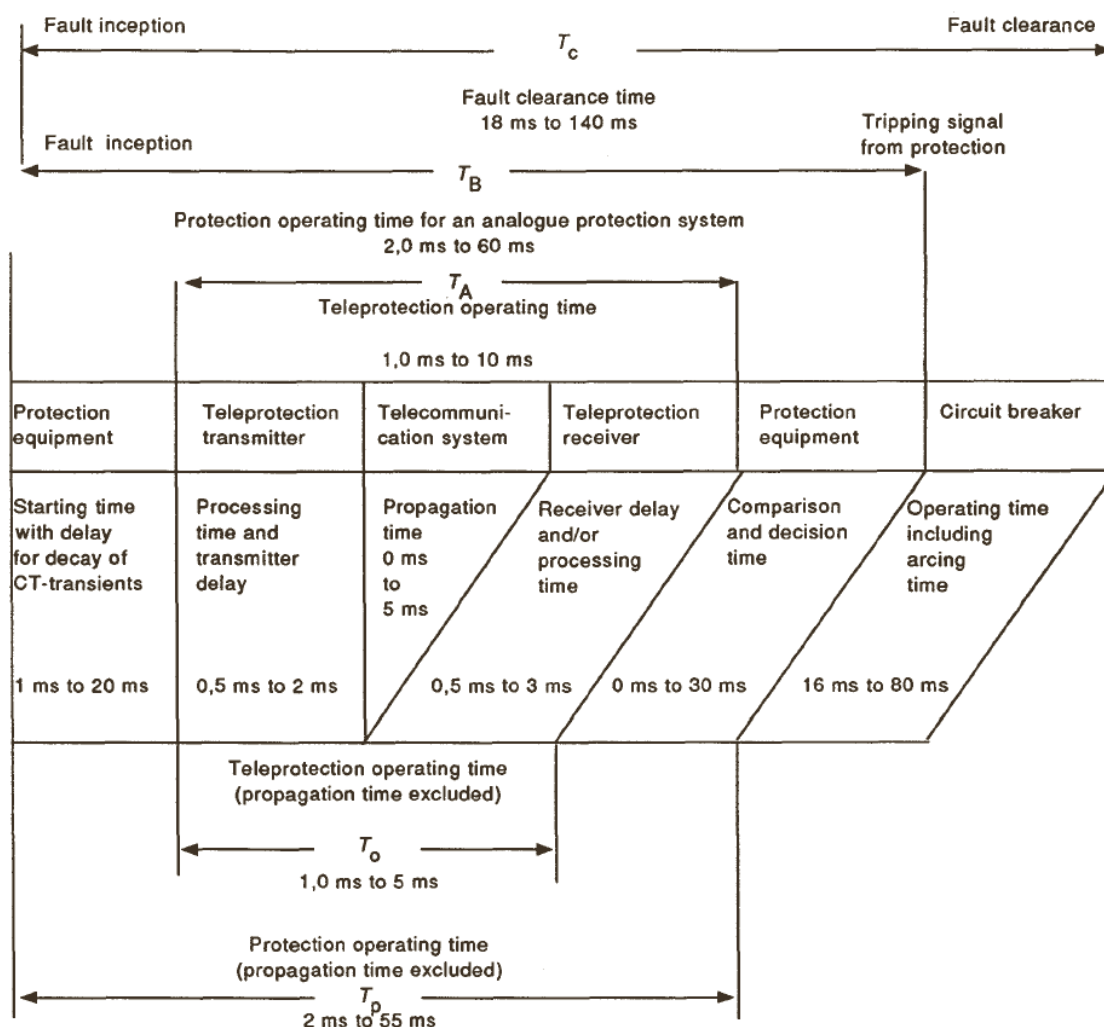 Fault inception
Fault clearance
Tc
Fault clearance time
18 ms to 140 ms
Tripping signal
from protection
Fault inception
TB
Protection operating time for an analogue protection system
2,0 ms to 60 ms
TA
Teleprotection operating time
1,0 ms to 10 ms
Protection
equipment
Teleprotection
transmitter
Telecommuni-
cation system
Teleprotection
receiver
Protection
equipment
Circuit breaker
Starting time
with delay
for decay of
CT-transients
Processing
time and
transmitter
delay
Propagation
time
0 ms
to
5 ms
Receiver delay
and/or
processing
time
Comparison
and decision
time
Operating time
including
arcing
time
1 ms to 20 ms
0,5 ms to 2 ms
0,5 ms to 3 ms
0 ms to 30 ms
16 ms to 80 ms
Teleprotection operating time
(propagation time excluded)
To
1,0 ms to 5 ms
Protection operating time
(propagation time excluded)
Tp
2 ms to 55 ms